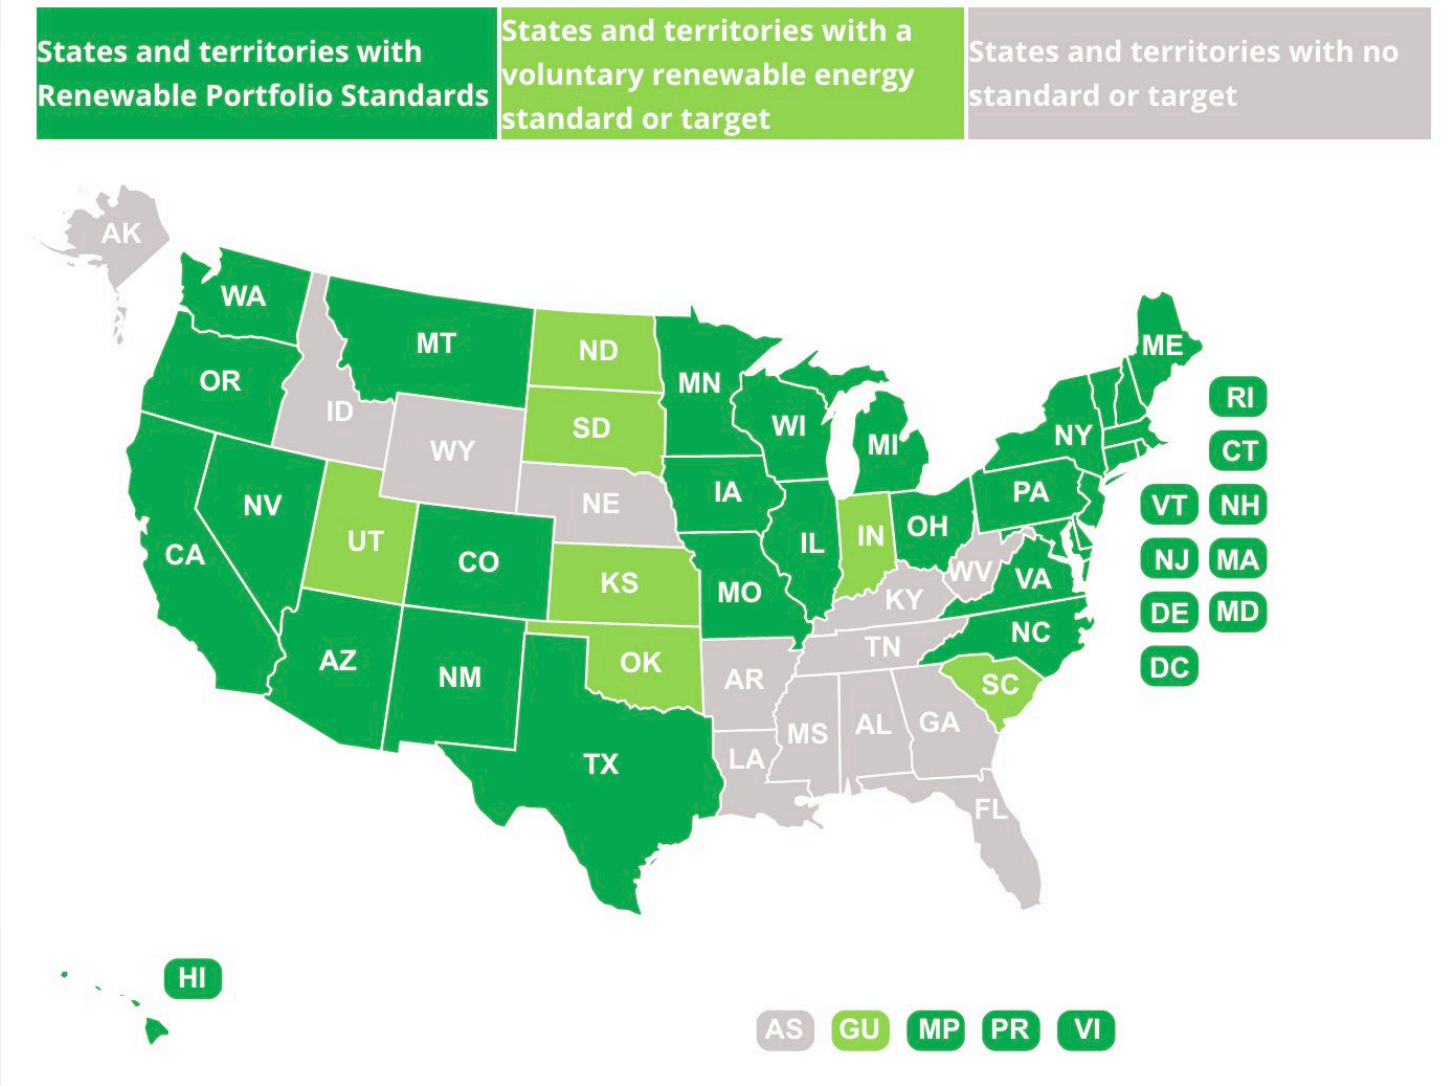 States and territories with
Renewable Portfolio Standards
States and territories with a
voluntary renewable energy
standard or target
States and territories with no
standard or target
AK
WA
MT
ND
MN
ME
OR
ID
SD
WI
MI
NY
RI
WY
CT
NV
NE
IA
PA
VT
NH
CA
UT
CO
IL
IN
OH
NJ
MA
KS
MO
WV
VA
KY
DE
MD
AZ
NM
OK
AR
TN
NC
SC
DC
TX
LA
MS
AL
GA
FL
HI
AS
GU
MP
PR
VI